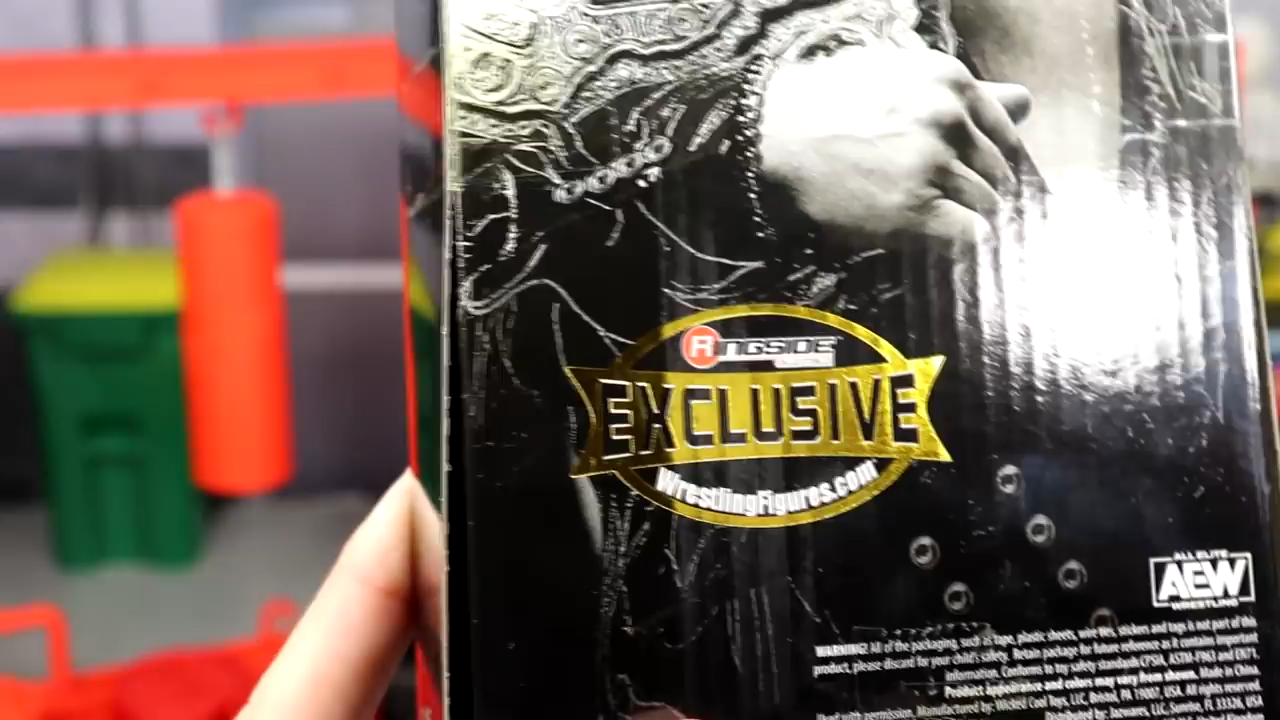 RINGSIDE
EXCLUSIVE
WrestlingFigures.com
ALL ELITE
AEW
WRESTLING
WARNING! All of the packaging, such as tape, plastic sheets, wire ties, stickers and tags is not part of this
product, please discard for your child's safety. Retain package for future reference as it contains important
information. Conforms to toy safety standards CPSIA, ASTM-F963 and EN71.
Product appearance and colors may vary from shown. Made in China.
Used with permission. Manufactured by: Wicked Cool Toys, LLC, Bristol, PA 19007, USA. All rights reserved.
Distributed by: Jazwares, LLC, Sunrise, FL 33326, USA